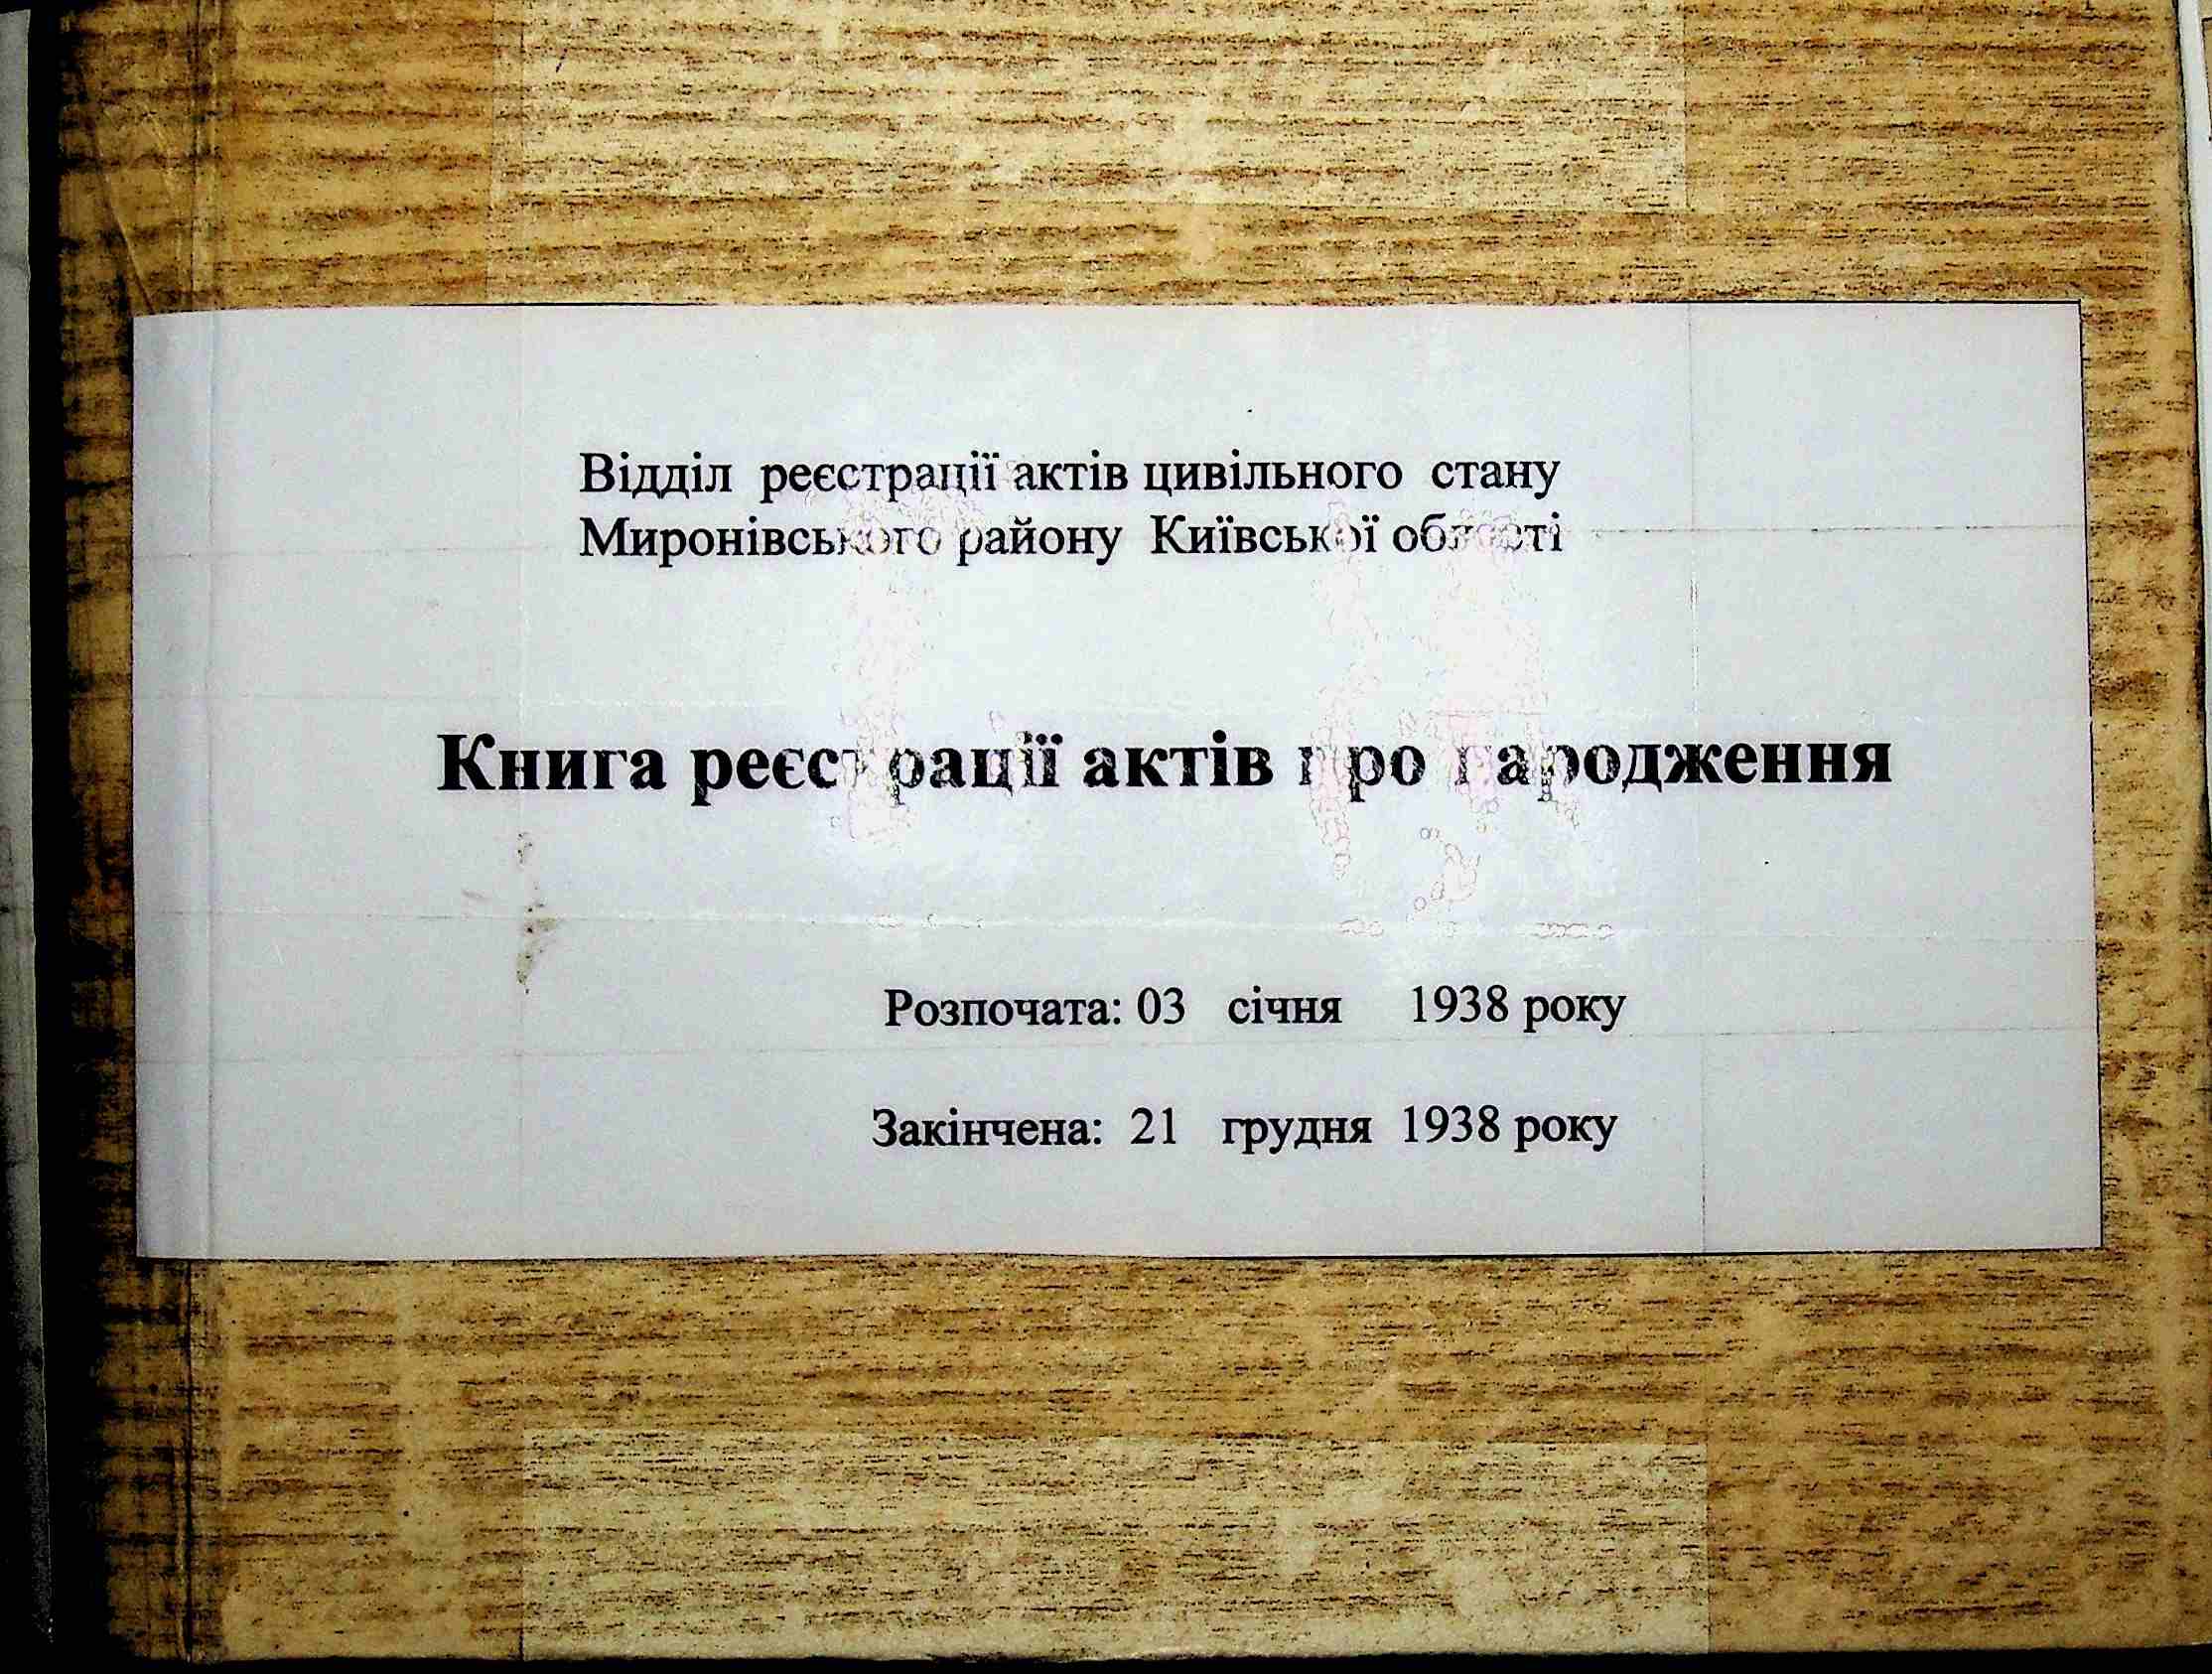 Відділ реєстрації актів цивільного стану
Миронівського району Київської області
Книга реєстрації актів про народження
Розпочата: 03 січня 1938 року
Закінчена: 21 грудня 1938 року